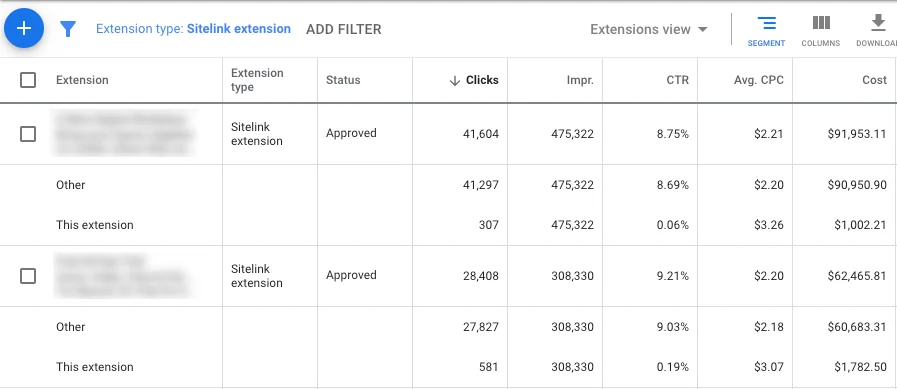 Extension type: Sitelink extension ADD FILTER Extensions view SEGMENT COLUMNS DOWNLOA
Extension Extension type Status Clicks Impr. CTR Avg. CPC Cost
Sitelink extension Approved 41,604 475,322 8.75% $2.21 $91,953.11
Other 41,297 475,322 8.69% $2.20 $90,950.90
This extension 307 475,322 0.06% $3.26 $1,002.21
Sitelink extension Approved 28,408 308,330 9.21% $2.20 $62,465.81
Other 27,827 308,330 9.03% $2.18 $60,683.31
This extension 581 308,330 0.19% $3.07 $1,782.50